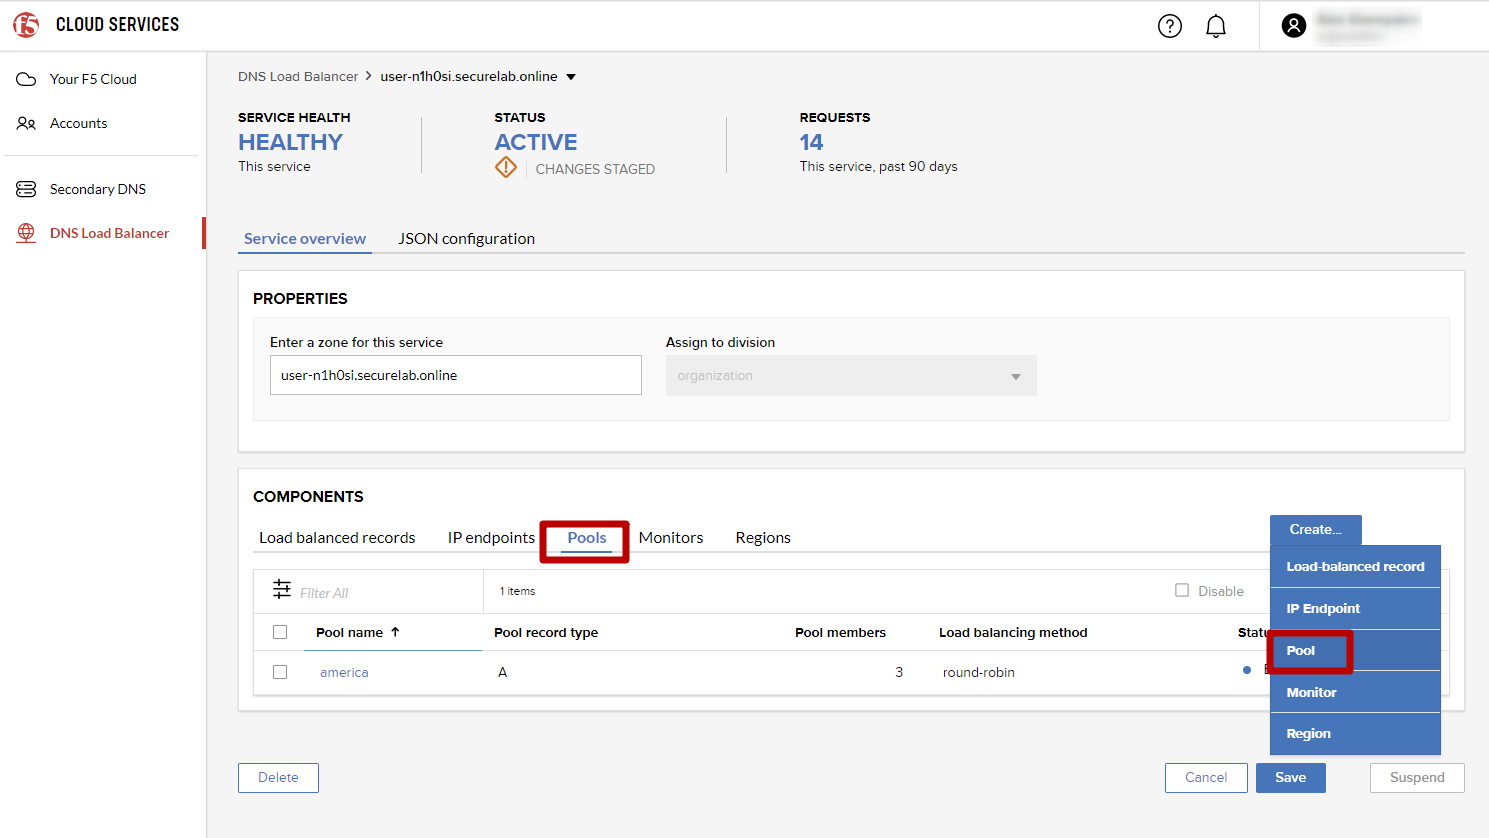 f5 CLOUD SERVICES
Your F5 Cloud
Accounts
Secondary DNS
DNS Load Balancer
DNS Load Balancer > user-n1h0si.securelab.online
SERVICE HEALTH
HEALTHY
This service
STATUS
ACTIVE
CHANGES STAGED
REQUESTS
14
This service, past 90 days
Service overview JSON configuration
PROPERTIES
Enter a zone for this service Assign to division
user-n1h0si.securelab.online organization
COMPONENTS
Load balanced records IP endpoints Pools Monitors Regions
Create...
Load-balanced record
IP Endpoint
Pool
Monitor
Region
Filter All 1 items Disable
Pool name ↑ Pool record type Pool members Load balancing method
america A 3 round-robin
Delete Cancel Save Suspend